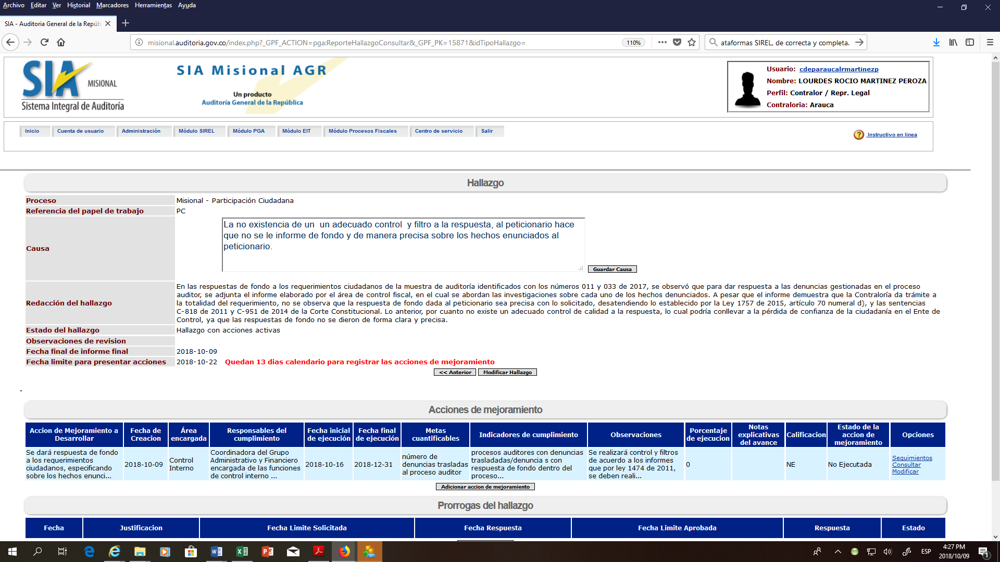 Archivo Editar Ver Historial Marcadores Herramientas Ayuda
SIA - Auditoria General de la Repúb
misional.auditoria.gov.co/index.php?_GPF_ACTION=pga:ReporteHallazgoConsultar&_GPF_PK=15871&idTipoHallazgo=
110%
ataformas SIREL, de correcta y completa.
SIA MISIONAL
Sistema Integral de Auditoría
SIA Misional AGR
Un producto
Auditoría General de la República
Usuario: cdeparaucalrmartinezp
Nombre: LOURDES ROCIO MARTINEZ PEROZA
Perfil: Contralor / Repr. Legal
Contraloria: Arauca
Inicio Cuenta de usuario Administración Módulo SIREL Módulo PGA Módulo EIT Módulo Procesos Fiscales Centro de servicio Salir
? Instructivo en linea
Hallazgo
Proceso Misional - Participación Ciudadana
Referencia del papel de trabajo PC
Causa
La no existencia de un  un adecuado control  y filtro a la respuesta, al peticionario hace
que no se le informe de fondo y de manera precisa sobre los hechos enunciados al
peticionario.
Guardar Causa
Redacción del hallazgo
En las respuestas de fondo a los requerimientos ciudadanos de la muestra de auditoría identificados con los números 011 y 033 de 2017, se observó que para dar respuesta a las denuncias gestionadas en el proceso
auditor, se adjunta el informe elaborado por el área de control fiscal, en el cual se abordan las investigaciones sobre cada uno de los hechos denunciados. A pesar que el informe demuestra que la Contraloría da trámite a
la totalidad del requerimiento, no se observa que la respuesta de fondo dada al peticionario sea precisa con lo solicitado, desatendiendo lo establecido por la Ley 1757 de 2015, artículo 70 numeral d), y las sentencias
C-818 de 2011 y C-951 de 2014 de la Corte Constitucional. Lo anterior, por cuanto no existe un adecuado control de calidad a la respuesta, lo cual podría conllevar a la pérdida de confianza de la ciudadanía en el Ente de
Control, ya que las respuestas de fondo no se dieron de forma clara y precisa.
Estado del hallazgo Hallazgo con acciones activas
Observaciones de revision
Fecha final de informe final 2018-10-09
Fecha limite para presentar acciones 2018-10-22 Quedan 13 dias calendario para registrar las acciones de mejoramiento
<< Anterior Modificar Hallazgo
.
Acciones de mejoramiento
Accion de Mejoramiento a
Desarrollar
Fecha de
Creacion
Área
encargada
Responsables del
cumplimiento
Fecha inicial
de ejecución
Fecha final
de ejecución
Metas
cuantificables
Indicadores de cumplimiento
Observaciones
Porcentaje
de ejecucion
Notas
explicativas
del avance
Calificacion
Estado de la
accion de
mejoramiento
Opciones
Se dará respuesta de fondo
a los requerimientos
ciudadanos, especificando
sobre los hechos enunci...
2018-10-09
Control
Interno
Coordinadora del Grupo
Administrativo y Financiero
encargada de las funciones
de control interno ...
2018-10-16
2018-12-31
número de
denuncias trasladas
al proceso auditor
procesos auditores con denuncias
trasladadas/denuncia s con
respuesta de fondo dentro del
proceso...
Se realizará control y filtros
de acuerdo a los informes
que por ley 1474 de 2011,
se deben reali...
0
NE
No Ejecutada
Seguimientos
Consultar
Modificar
Adicionar accion de mejoramiento
Prorrogas del hallazgo
Fecha Justificacion Fecha Limite Solicitada Fecha Respuesta Fecha Limite Aprobada Respuesta Estado
ESP
4:27 PM
2018/10/09
1